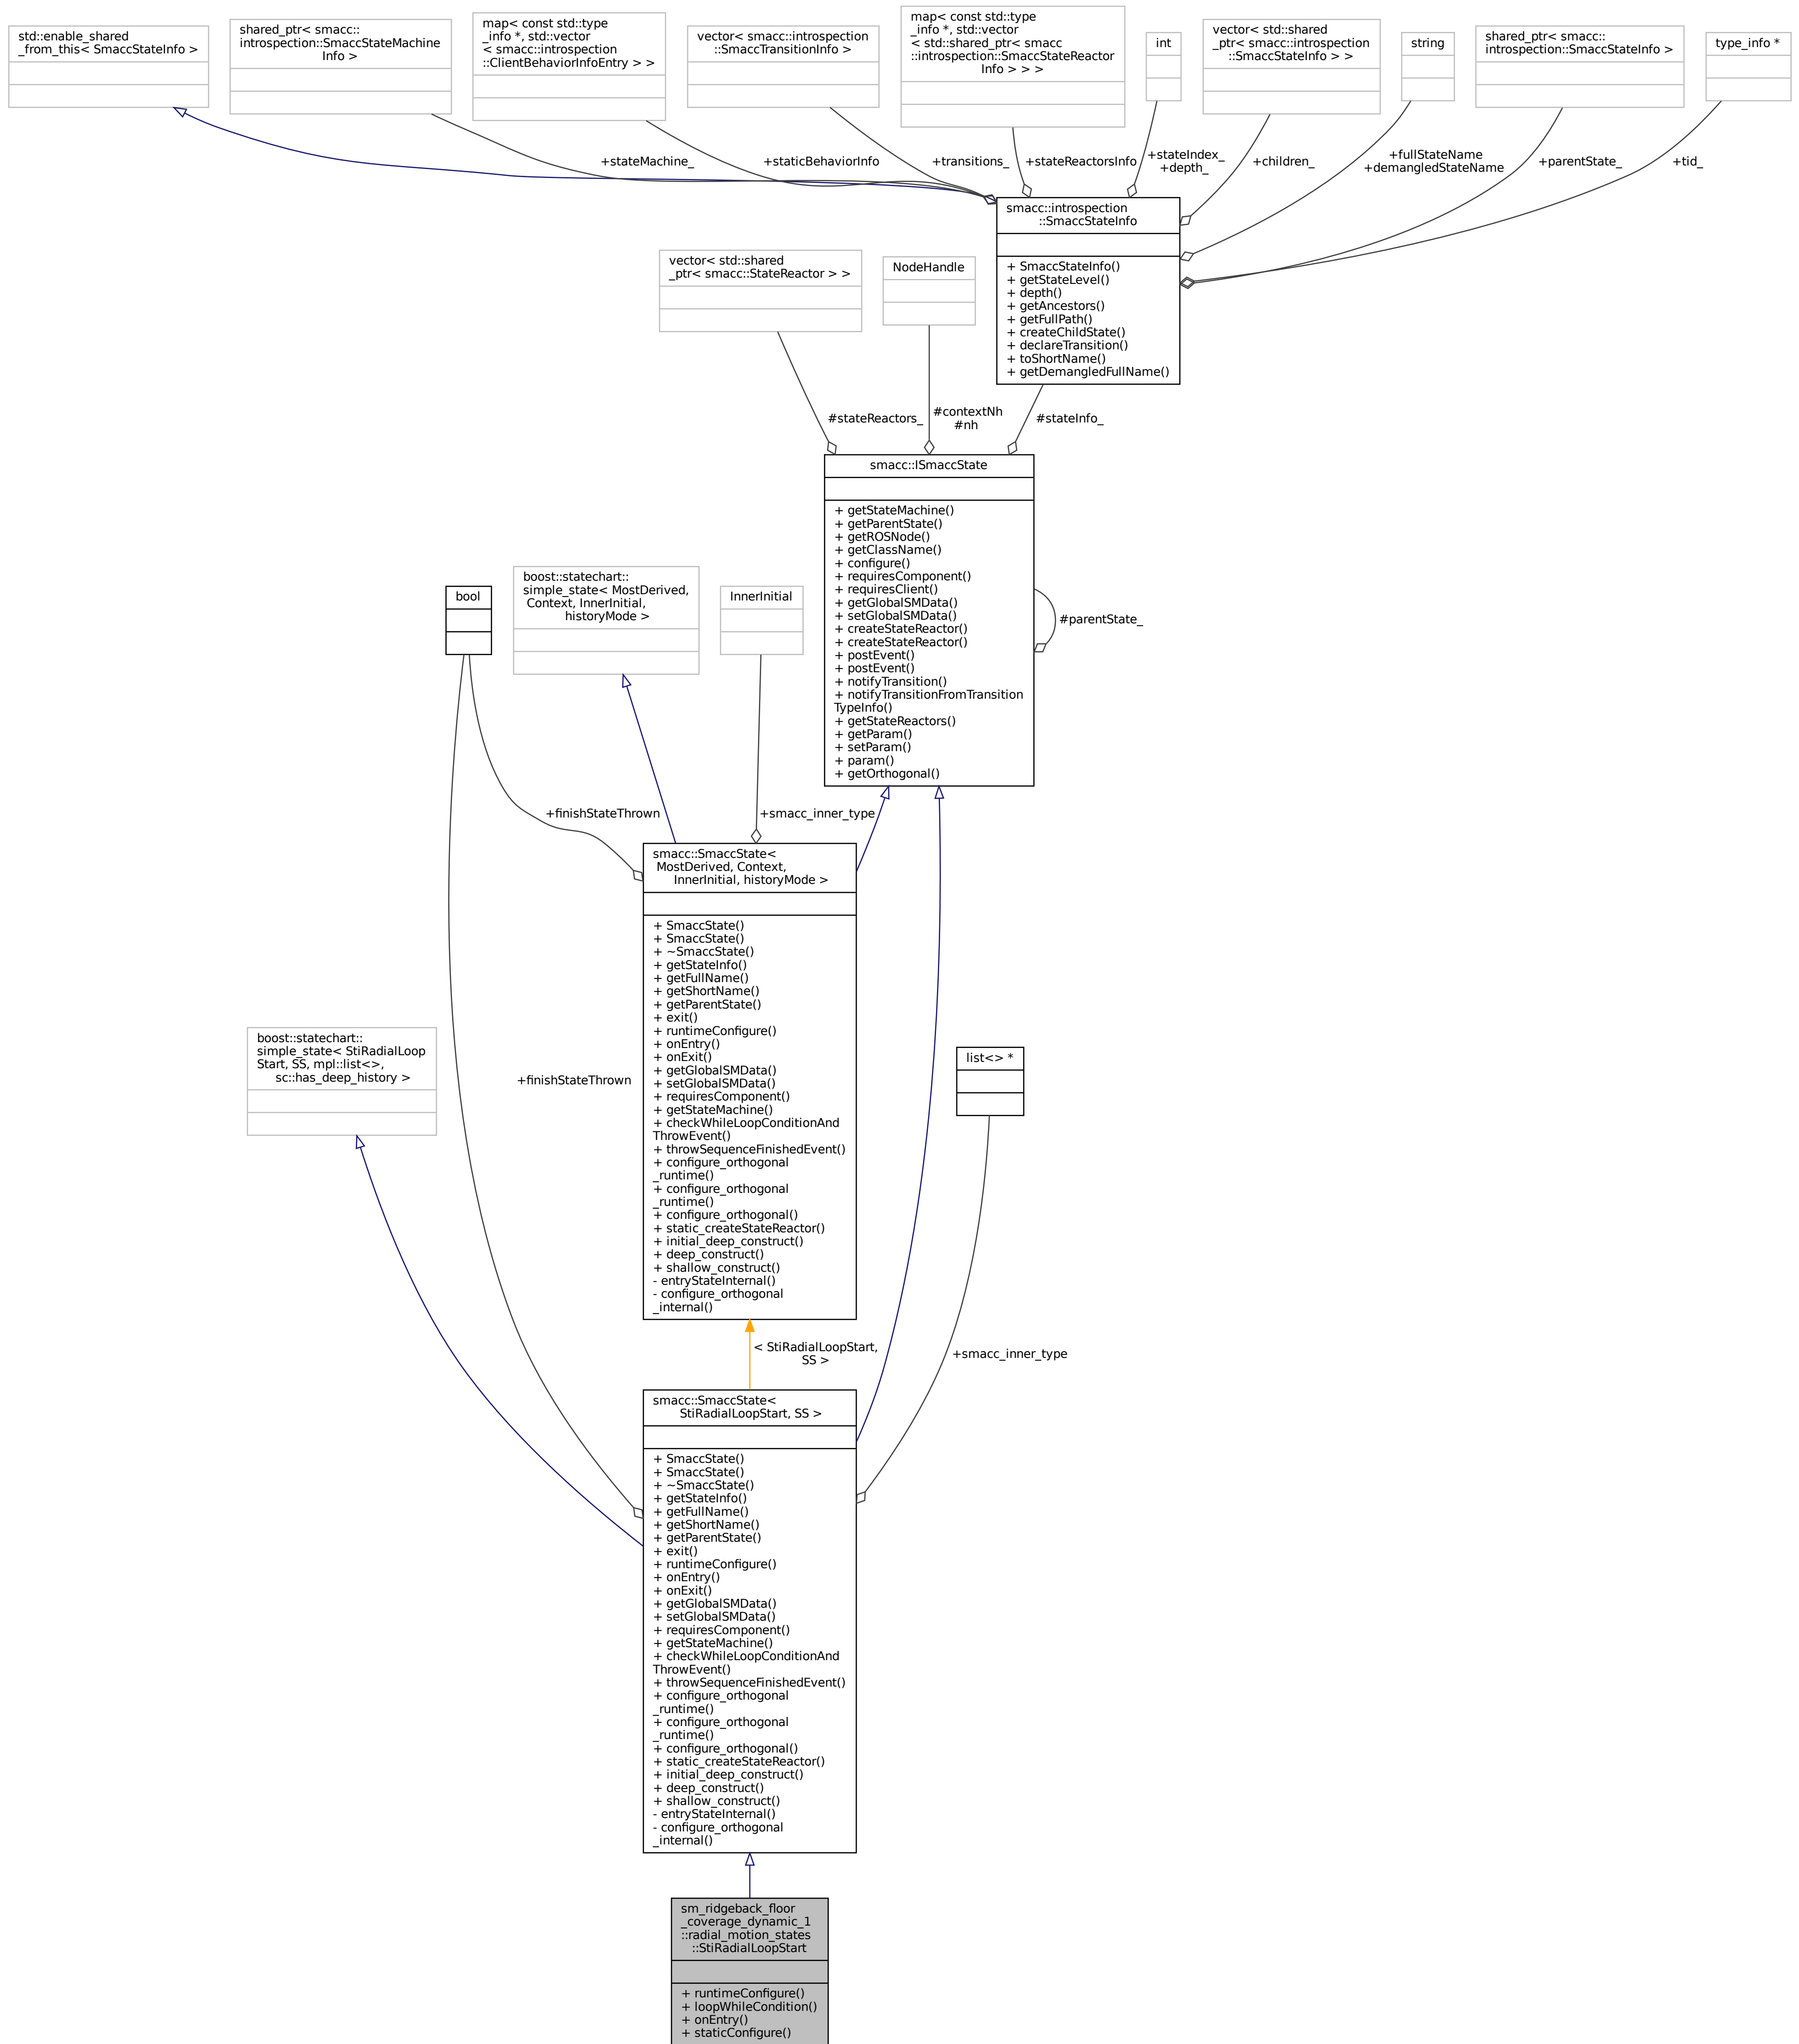 std::enable_shared
_from_this< SmaccStateInfo >
shared_ptr< smacc::
introspection::SmaccStateMachine
Info >
map< const std::type
_info *, std::vector
< smacc::introspection
::ClientBehaviorInfoEntry > >
vector< smacc::introspection
::SmaccTransitionInfo >
map< const std::type
_info *, std::vector
< std::shared_ptr< smacc
::introspection::SmaccStateReactor
Info > > >
int
vector< std::shared
_ptr< smacc::introspection
::SmaccStateInfo > >
string
shared_ptr< smacc::
introspection::SmaccStateInfo >
type_info *
+stateMachine_
+staticBehaviorInfo
+transitions_
+stateReactorsInfo
+stateIndex_
+depth_
+children_
+fullStateName
+demangledStateName
+parentState_
+tid_
smacc::introspection
::SmaccStateInfo
+ SmaccStateInfo()
+ getStateLevel()
+ depth()
+ getAncestors()
+ getFullPath()
+ createChildState()
+ declareTransition()
+ toShortName()
+ getDemangledFullName()
vector< std::shared
_ptr< smacc::StateReactor > >
NodeHandle
#stateReactors_
#contextNh
#nh
#stateInfo_
smacc::ISmaccState
+ getStateMachine()
+ getParentState()
+ getROSNode()
+ getClassName()
+ configure()
+ requiresComponent()
+ requiresClient()
+ getGlobalSMData()
+ setGlobalSMData()
+ createStateReactor()
+ createStateReactor()
+ postEvent()
+ postEvent()
+ notifyTransition()
+ notifyTransitionFromTransition
TypeInfo()
+ getStateReactors()
+ getParam()
+ setParam()
+ param()
+ getOrthogonal()
#parentState_
bool
boost::statechart::
simple_state< MostDerived,
Context, InnerInitial,
historyMode >
InnerInitial
+finishStateThrown
+smacc_inner_type
smacc::SmaccState<
MostDerived, Context,
InnerInitial, historyMode >
+ SmaccState()
+ SmaccState()
+ ~SmaccState()
+ getStateInfo()
+ getFullName()
+ getShortName()
+ getParentState()
+ exit()
+ runtimeConfigure()
+ onEntry()
+ onExit()
+ getGlobalSMData()
+ setGlobalSMData()
+ requiresComponent()
+ getStateMachine()
+ checkWhileLoopConditionAnd
ThrowEvent()
+ throwSequenceFinishedEvent()
+ configure_orthogonal
_runtime()
+ configure_orthogonal
_runtime()
+ configure_orthogonal()
+ static_createStateReactor()
+ initial_deep_construct()
+ deep_construct()
+ shallow_construct()
- entryStateInternal()
- configure_orthogonal
_internal()
boost::statechart::
simple_state< StiRadialLoop
Start, SS, mpl::list<>,
sc::has_deep_history >
+finishStateThrown
list<> *
< StiRadialLoopStart,
SS >
+smacc_inner_type
smacc::SmaccState<
StiRadialLoopStart, SS >
+ SmaccState()
+ SmaccState()
+ ~SmaccState()
+ getStateInfo()
+ getFullName()
+ getShortName()
+ getParentState()
+ exit()
+ runtimeConfigure()
+ onEntry()
+ onExit()
+ getGlobalSMData()
+ setGlobalSMData()
+ requiresComponent()
+ getStateMachine()
+ checkWhileLoopConditionAnd
ThrowEvent()
+ throwSequenceFinishedEvent()
+ configure_orthogonal
_runtime()
+ configure_orthogonal
_runtime()
+ configure_orthogonal()
+ static_createStateReactor()
+ initial_deep_construct()
+ deep_construct()
+ shallow_construct()
- entryStateInternal()
- configure_orthogonal
_internal()
sm_ridgeback_floor
_coverage_dynamic_1
::radial_motion_states
::StiRadialLoopStart
+ runtimeConfigure()
+ loopWhileCondition()
+ onEntry()
+ staticConfigure()